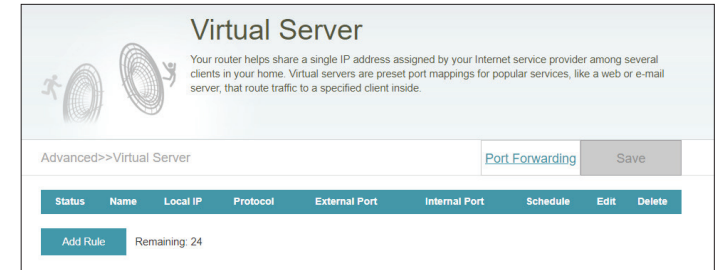 Virtual Server
Your router helps share a single IP address assigned by your Internet service provider among several
clients in your home. Virtual servers are preset port mappings for popular services, like a web or e-mail
server, that route traffic to a specified client inside.
Advanced>>Virtual Server Port Forwarding Save
Status Name Local IP Protocol External Port Internal Port Schedule Edit Delete
Add Rule Remaining: 24